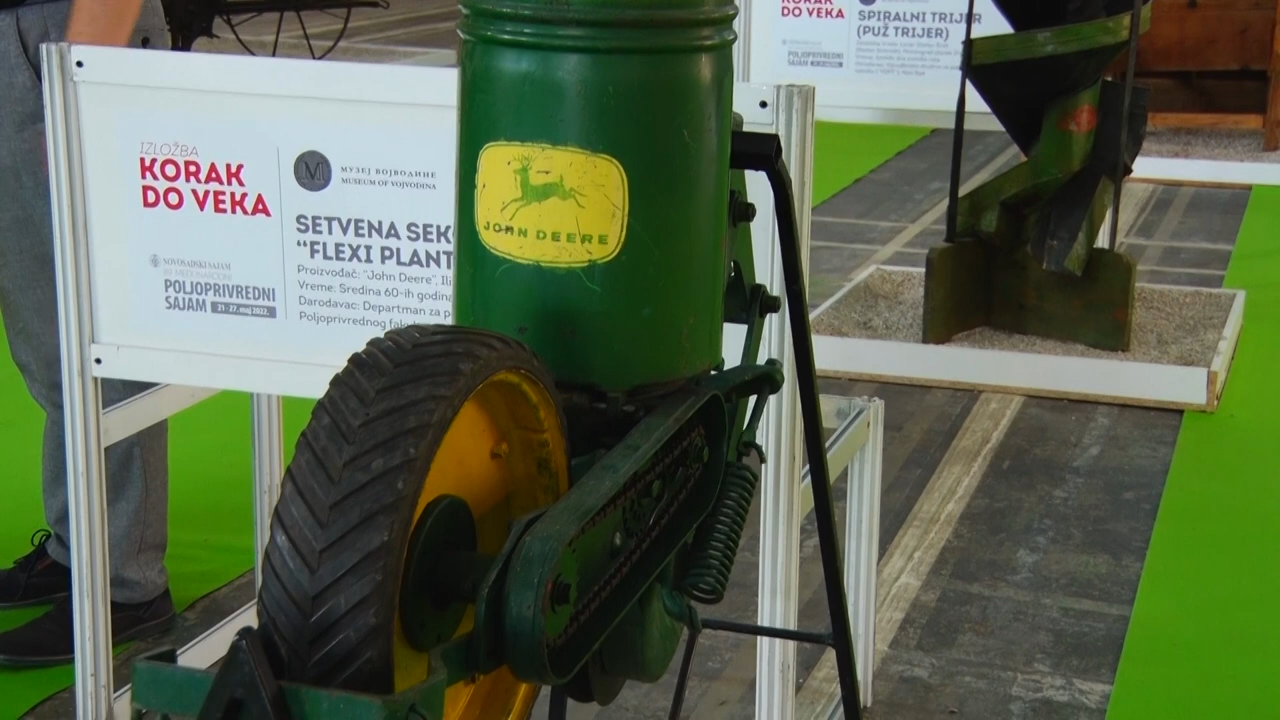 IZLOŽBA
KORAK
DO VEKA
NOVOSADSKI SAJAM
POLJOPRIVREDNI
SAJAM 21-27. maj 2022.
M
МУЗЕЈ ВОЈВОДИНЕ
MUSEUM OF VOJVODINA
SETVENA SEK
"FLEXI PLANT
Proizvođač: "John Deere", Ili
Vreme: Sredina 60-ih godina
Darodavac: Departman za p
Poljoprivrednog fak
JOHN DEERE
KORAK
DO VEKA
POLJOPRIVREDNI
SAJAM
SPIRALNI TRIJER
(PUŽ TRIJER)